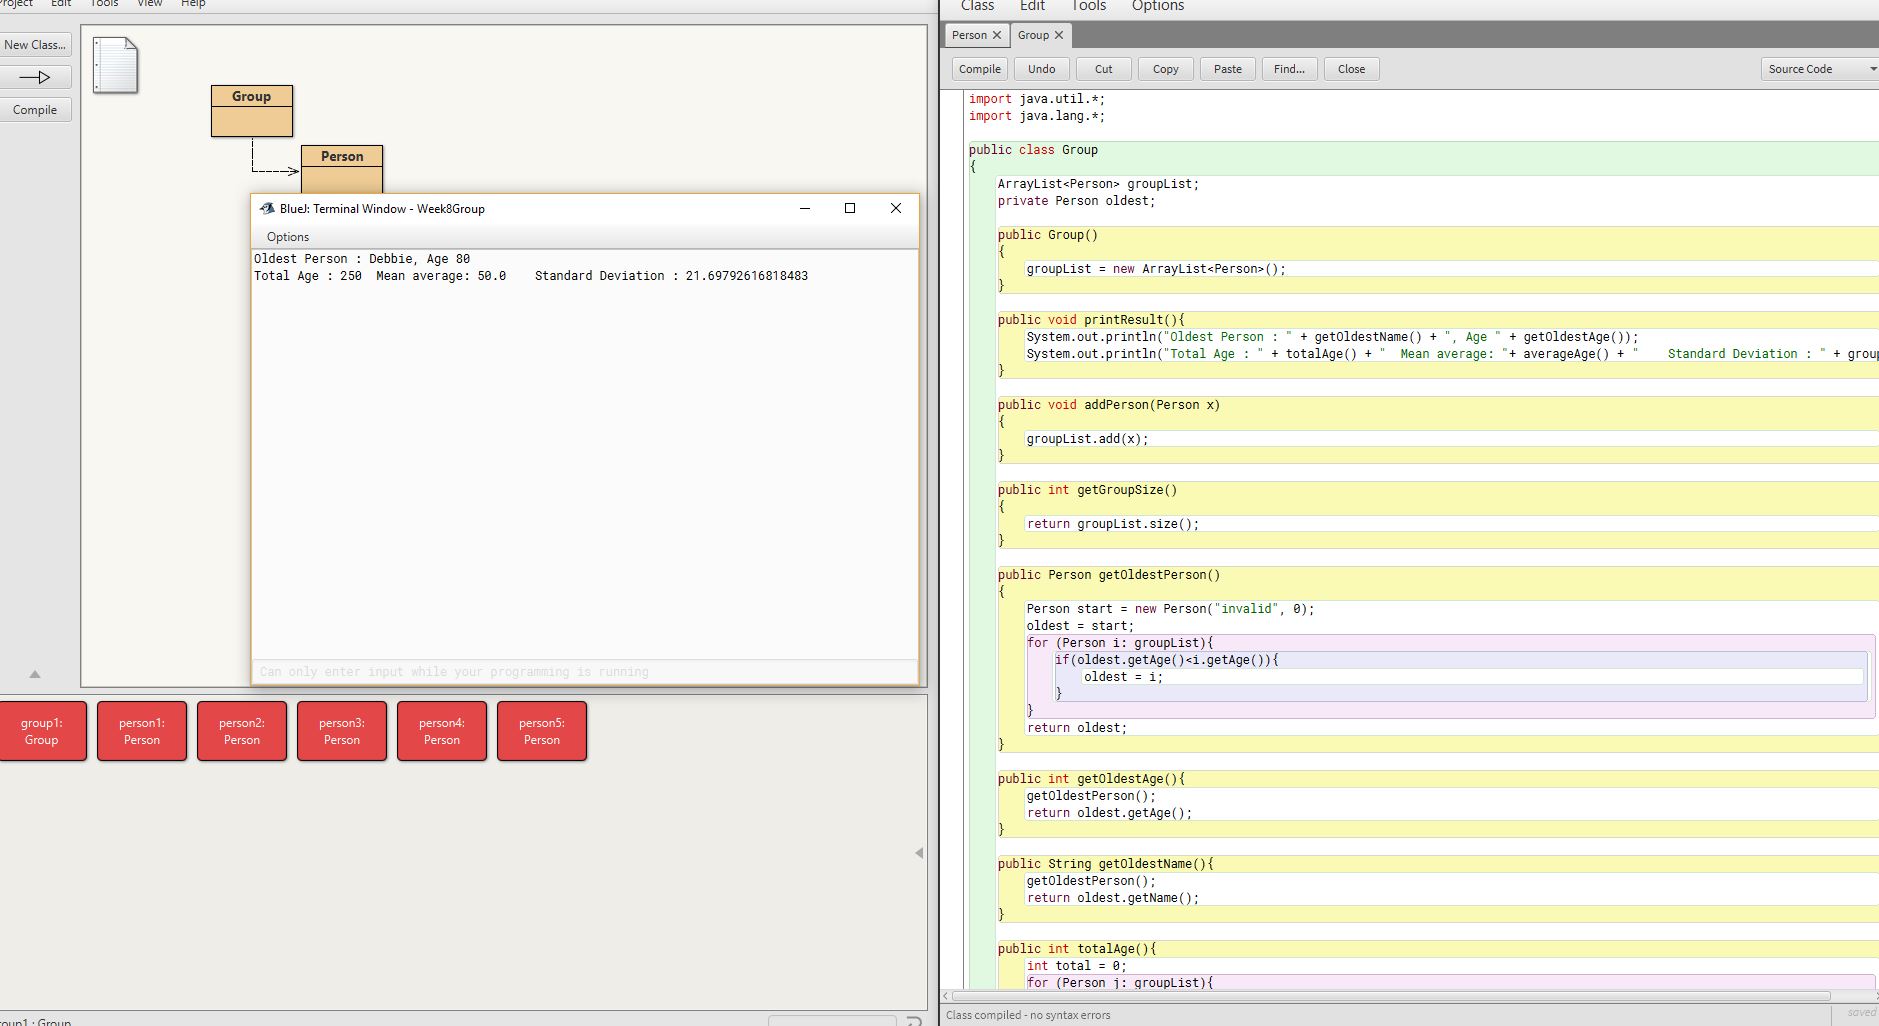 Project Edit Tools View Help
New Class...
Compile
Group
Person
BlueJ: Terminal Window - Week8Group
Options
Oldest Person : Debbie, Age 80
Total Age : 250  Mean average: 50.0    Standard Deviation : 21.69792616818483
Can only enter input while your programming is running
group1:
Group
person1:
Person
person2:
Person
person3:
Person
person4:
Person
person5:
Person
roup1 : Group
Class Edit Tools Options
Person Group
Compile Undo Cut Copy Paste Find... Close Source Code
import java.util.*;
import java.lang.*;
public class Group
{
ArrayList<Person> groupList;
private Person oldest;
public Group()
{
groupList = new ArrayList<Person>();
}
public void printResult(){
System.out.println("Oldest Person : " + getOldestName() + ", Age " + getOldestAge());
System.out.println("Total Age : " + totalAge() + "  Mean average: "+ averageAge() + "    Standard Deviation : " + grou
}
public void addPerson(Person x)
{
groupList.add(x);
}
public int getGroupSize()
{
return groupList.size();
}
public Person getOldestPerson()
{
Person start = new Person("invalid", 0);
oldest = start;
for (Person i: groupList){
if(oldest.getAge()<i.getAge()){
oldest = i;
}
}
return oldest;
}
public int getOldestAge(){
getOldestPerson();
return oldest.getAge();
}
public String getOldestName(){
getOldestPerson();
return oldest.getName();
}
public int totalAge(){
int total = 0;
for (Person j: groupList){
Class compiled - no syntax errors
saved